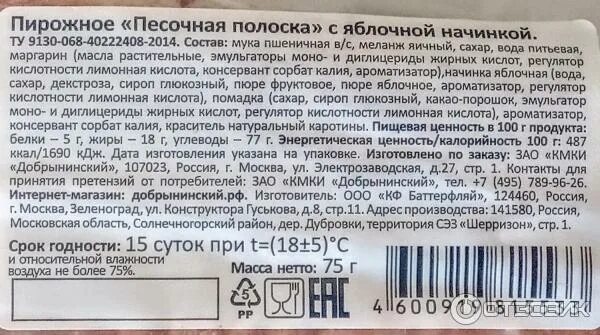 Пирожное «Песочная полоска» с яблочной начинкой.
ТУ 9130-068-40222408-2014. Состав: мука пшеничная в/с, меланж яичный, сахар, вода питьевая,
маргарин (масла растительные, эмульгаторы моно- и диглицериды жирных кислот, регулятор
кислотности лимонная кислота, консервант сорбат калия, ароматизатор),начинка яблочная (вода,
сахар, декстроза, сироп глюкозный, пюре фруктовое, пюре яблочное, ароматизатор, регулятор
кислотности лимонная кислота), помадка (сахар, сироп глюкозный, какао-порошок, эмульгатор
моно- и диглицериды жирных кислот, регулятор кислотности лимонная кислота), ароматизатор,
консервант сорбат калия, краситель натуральный каротины. Пищевая ценность в 100 г продукта:
белки – 5 г, жиры – 18 г, углеводы – 77 г. Энергетическая ценность/калорийность 100 г: 487
ккал/1690 кДж. Дата изготовления указана на упаковке. Изготовлено по заказу: ЗАО «КМКИ
«Добрынинский», 107023, Россия, г. Москва, ул. Электрозаводская, д.27, стр. 1. Контакты для
принятия претензий от потребителей: ЗАО «КМКИ «Добрынинский», тел. +7 (495) 789-96-26.
Интернет-магазин: добрынинский.рф. Изготовитель: ООО «КФ Баттерфляй», 124460, Россия,
г. Москва, Зеленоград, ул. Конструктора Гуськова, д.8, стр.11. Адрес производства: 141580, Россия,
Московская область, Солнечногорский район, дер. Дубровки, территория СЭЗ «Шерризон», стр. 1.
Срок годности: 15 суток при t=(18±5)°С
и относительной влажности
воздуха не более 75%.
Масса нетто: 75 г
5
PP
EAC
4 600919
ОТЗОВИК